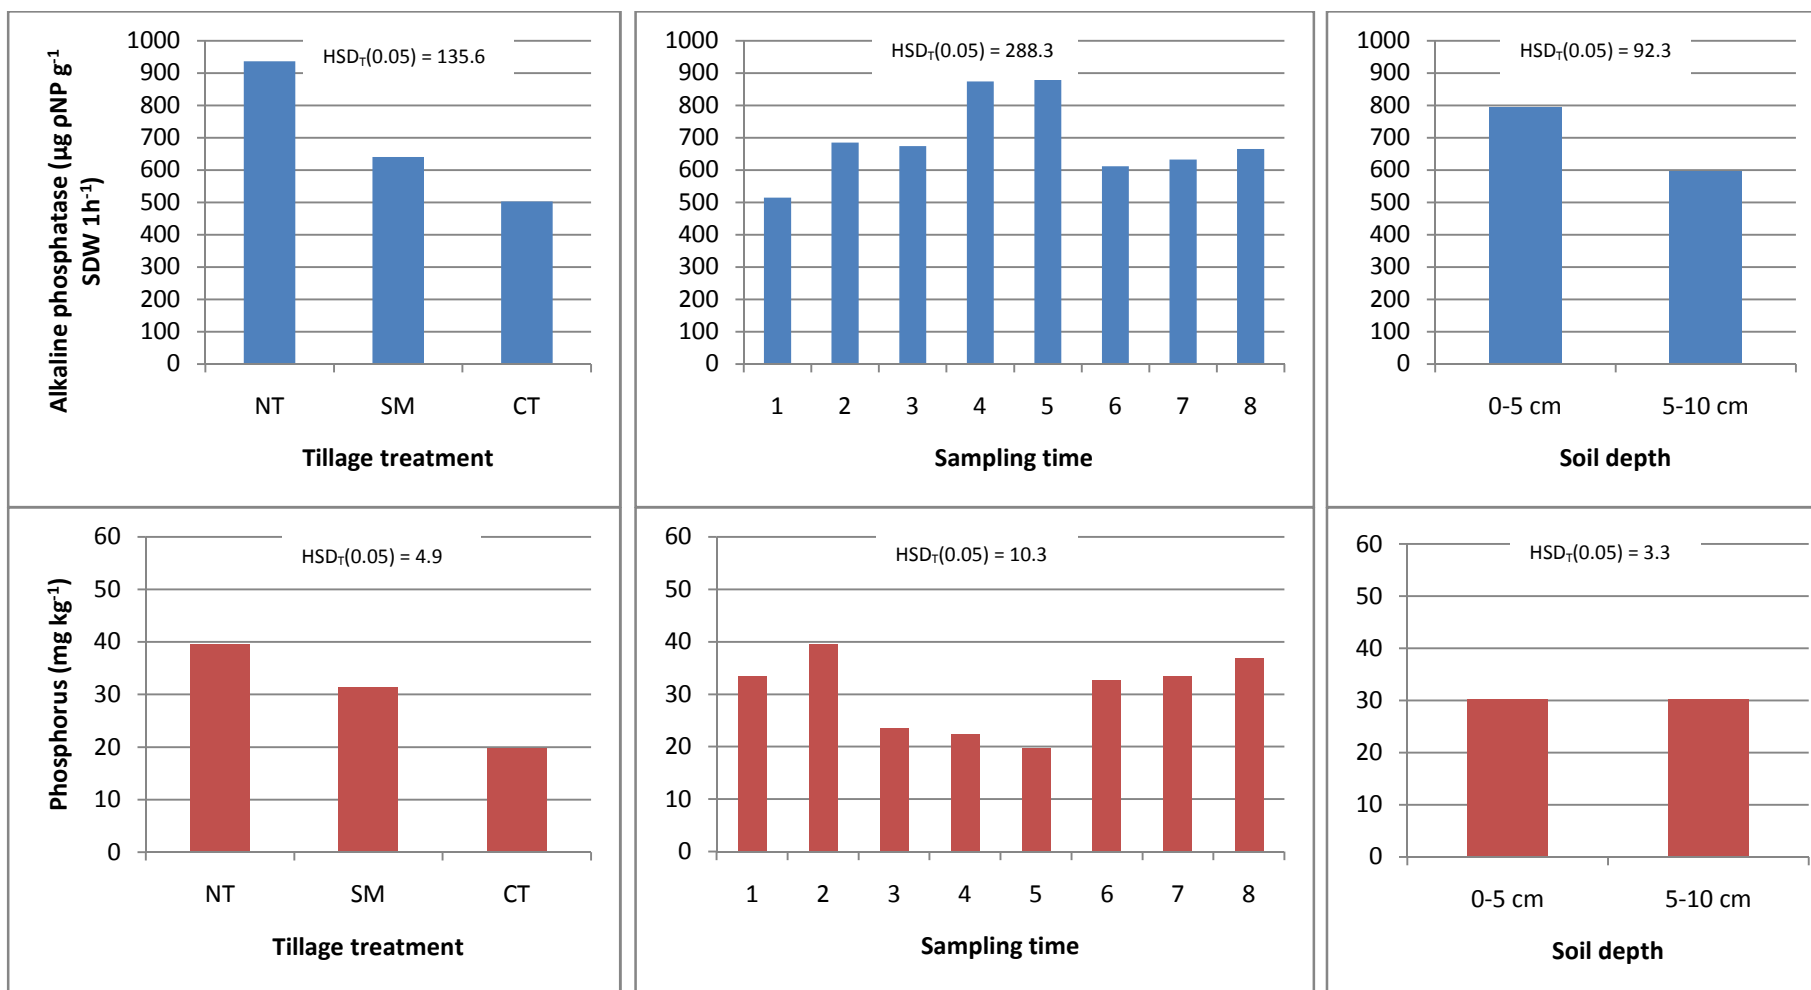 Alkaline phosphatase (µg ρNP g⁻¹
SDW 1h⁻¹)
1000
900
800
700
600
500
400
300
200
100
0
HSD_T(0.05) = 135.6
NT SM CT
Tillage treatment
1000
900
800
700
600
500
400
300
200
100
0
HSD_T(0.05) = 288.3
1 2 3 4 5 6 7 8
Sampling time
1000
900
800
700
600
500
400
300
200
100
0
HSD_T(0.05) = 92.3
0-5 cm 5-10 cm
Soil depth
Phosphorus (mg kg⁻¹)
60
50
40
30
20
10
0
HSD_T(0.05) = 4.9
NT SM CT
Tillage treatment
60
50
40
30
20
10
0
HSD_T(0.05) = 10.3
1 2 3 4 5 6 7 8
Sampling time
60
50
40
30
20
10
0
HSD_T(0.05) = 3.3
0-5 cm 5-10 cm
Soil depth